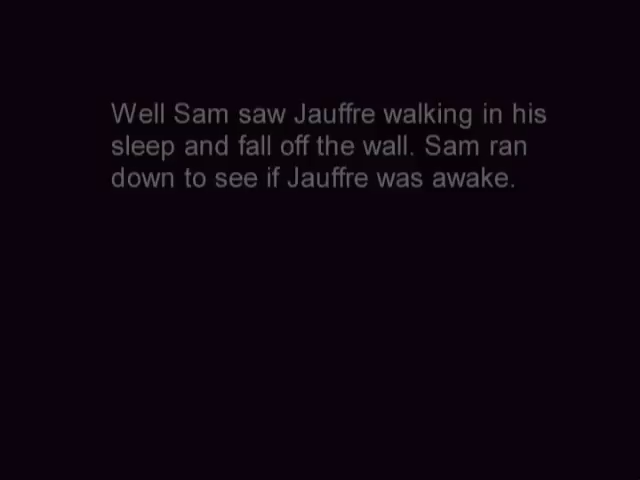 Well Sam saw Jauffre walking in his
sleep and fall off the wall. Sam ran
down to see if Jauffre was awake.